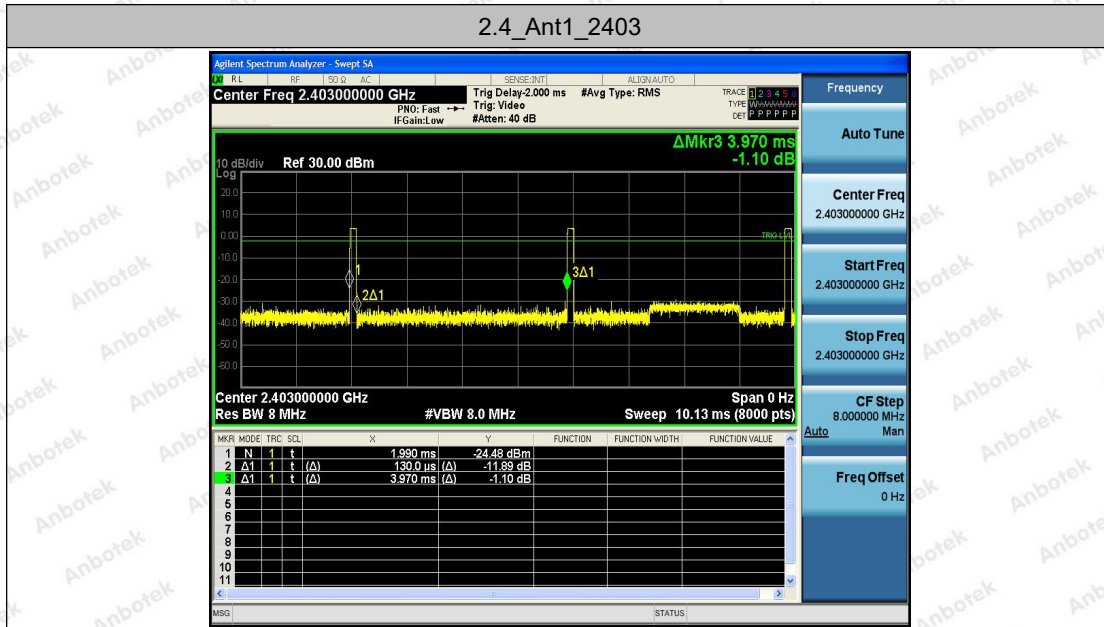 2.4_Ant1_2403
Agilent Spectrum Analyzer - Swept SA
LXI RL RF 50 Ω AC SENSE:INT ALIGNAUTO
Center Freq 2.403000000 GHz
PNO: Fast
IFGain:Low
Trig Delay-2.000 ms
Trig: Video
#Atten: 40 dB
#Avg Type: RMS
TRACE 1 2 3 4 5 6
TYPE
DET P P P P P P
ΔMkr3 3.970 ms
-1.10 dB
10 dB/div Ref 30.00 dBm
Log
20.0
10.0
0.00
-10.0
-20.0
-30.0
-40.0
-50.0
-60.0
1
2Δ1
3Δ1
Center 2.403000000 GHz
Span 0 Hz
Res BW 8 MHz
#VBW 8.0 MHz
Sweep 10.13 ms (8000 pts)
MKR MODE TRC SCL X Y FUNCTION FUNCTION WIDTH FUNCTION VALUE
1 N 1 t 1.990 ms -24.48 dBm
2 Δ1 1 t (Δ) 130.0 µs (Δ) -11.89 dB
3 Δ1 1 t (Δ) 3.970 ms (Δ) -1.10 dB
4
5
6
7
8
9
10
11
MSG STATUS
Frequency
Auto Tune
Center Freq
2.403000000 GHz
Start Freq
2.403000000 GHz
Stop Freq
2.403000000 GHz
CF Step
8.000000 MHz
Auto Man
Freq Offset
0 Hz
Anbotek